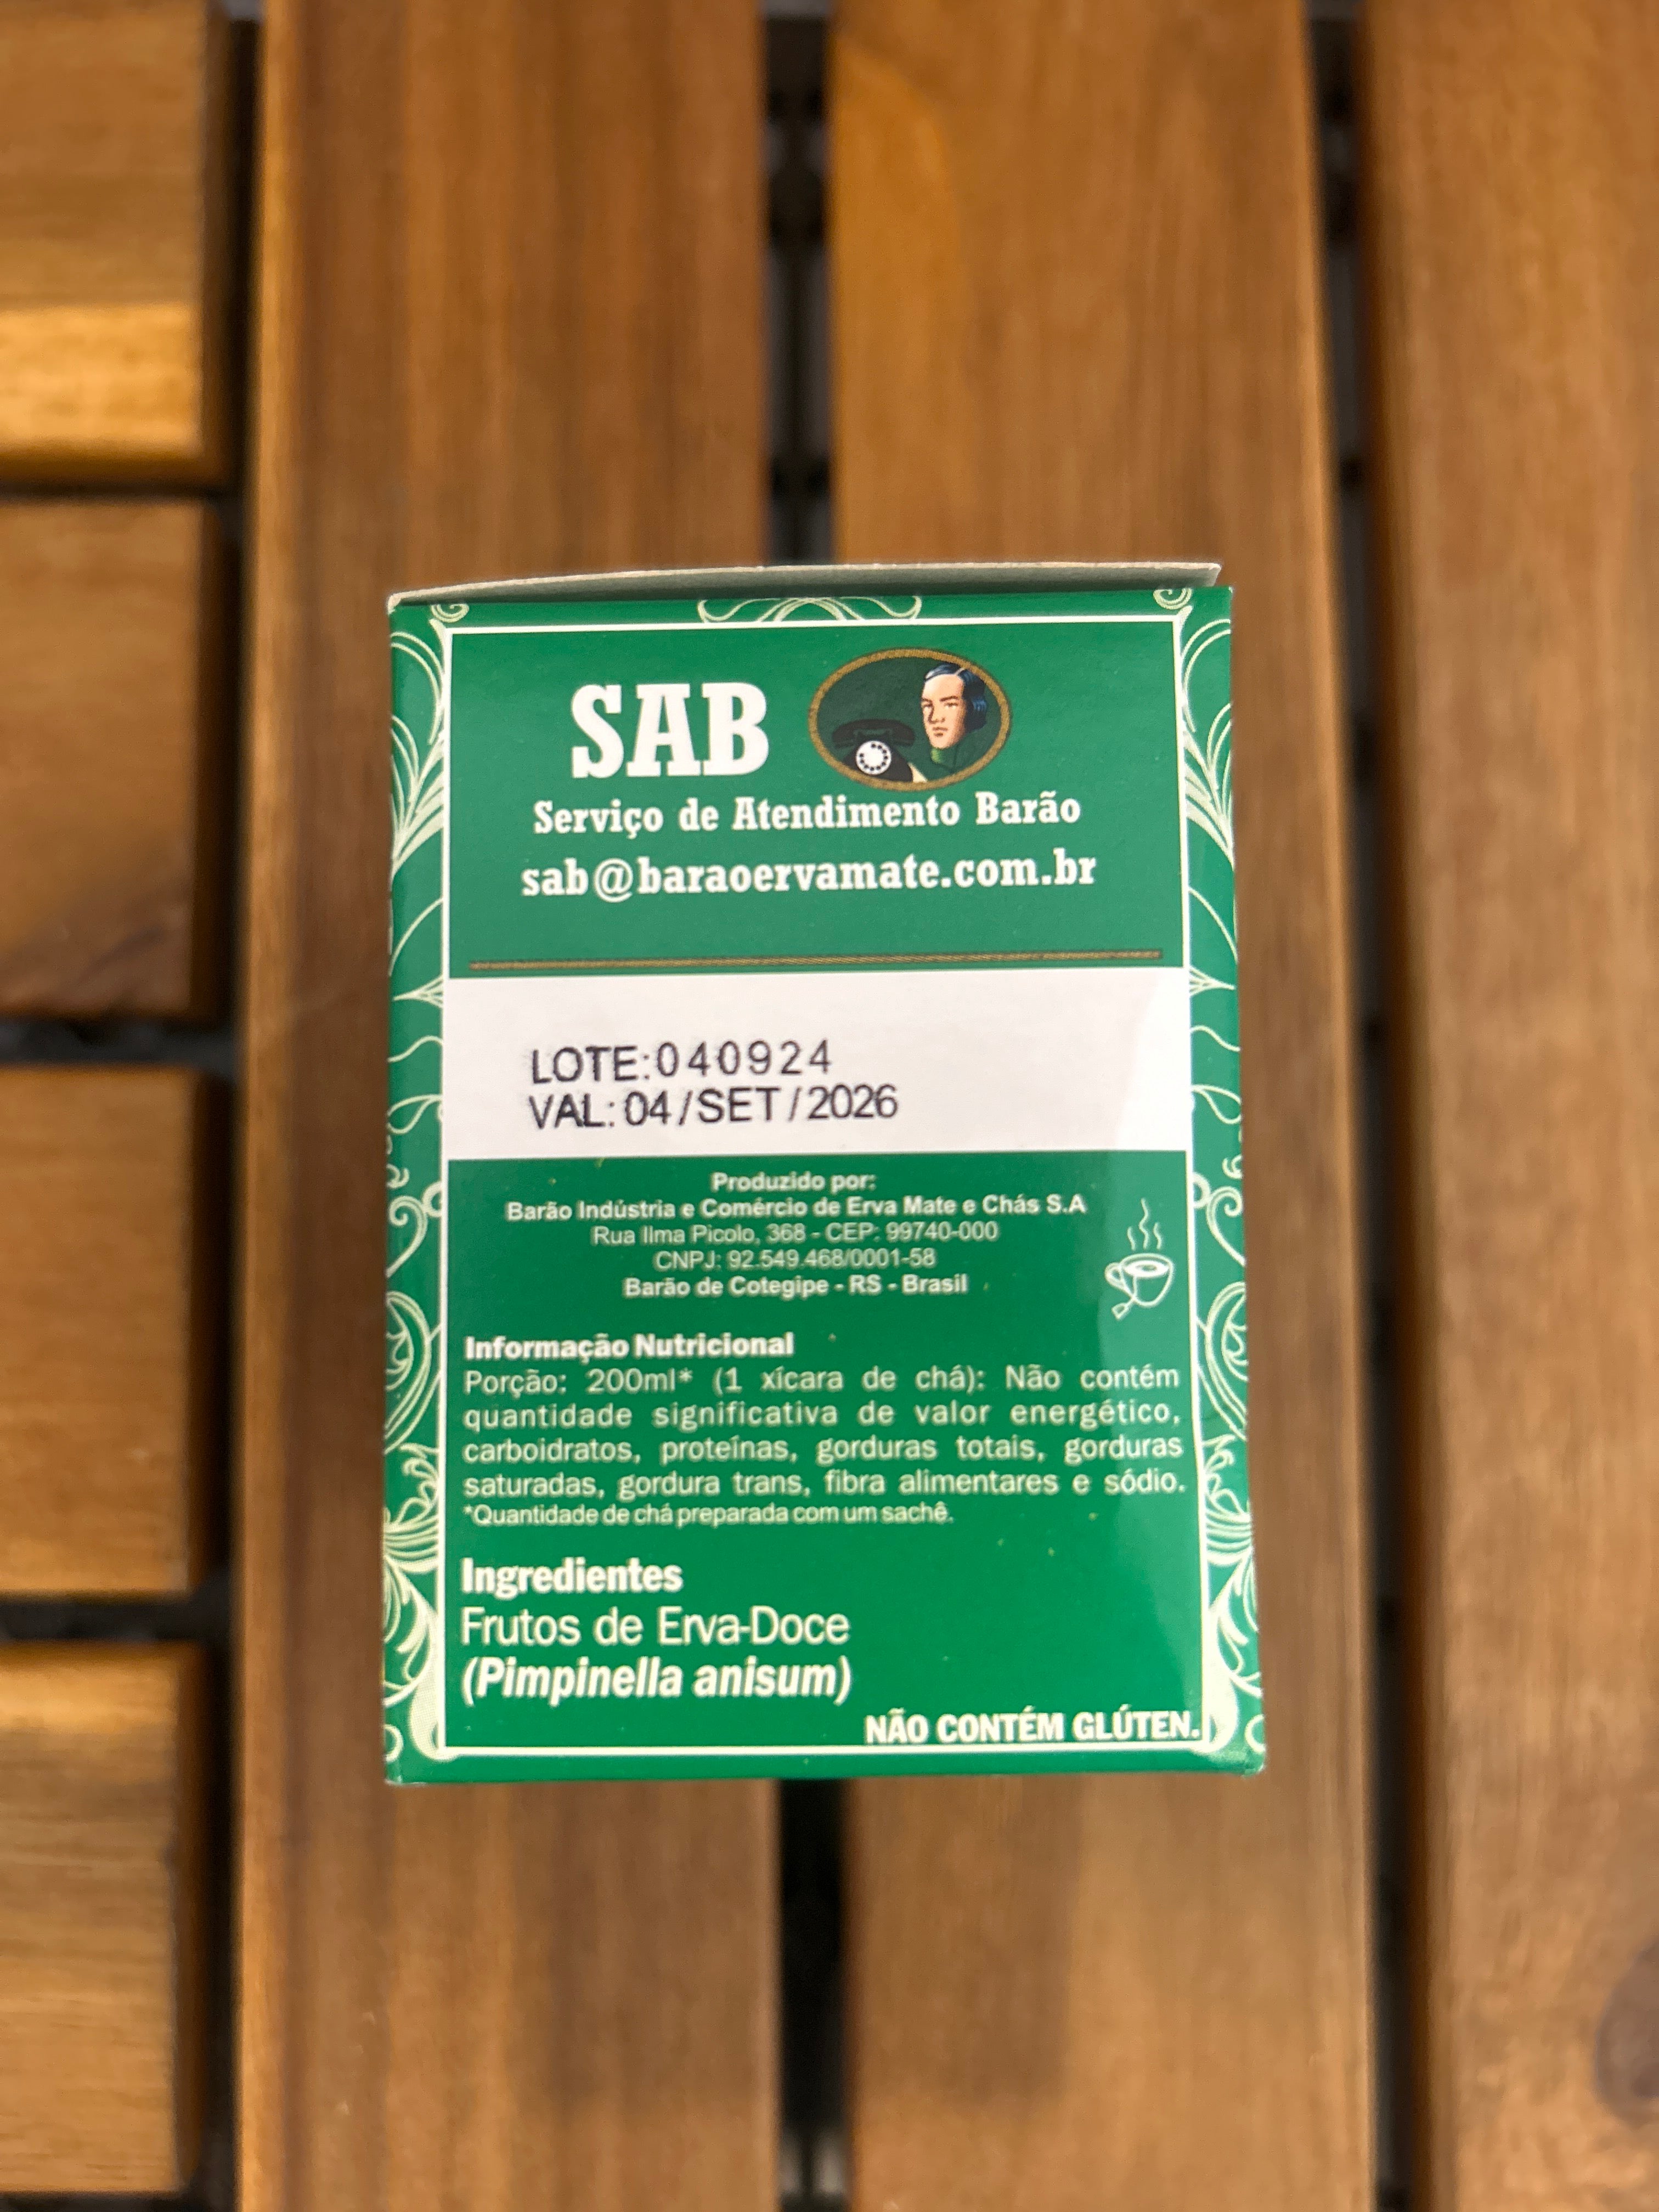 SAB
Serviço de Atendimento Barão
sab@baraoervamate.com.br
LOTE:040924
VAL:04/SET/2026
Produzido por:
Barão Indústria e Comércio de Erva Mate e Chás S.A
Rua Ilma Picolo, 368 - CEP: 99740-000
CNPJ: 92.549.468/0001-58
Barão de Cotegipe - RS - Brasil
Informação Nutricional
Porção: 200ml* (1 xícara de chá): Não contém
quantidade significativa de valor energético,
carboidratos, proteínas, gorduras totais, gorduras
saturadas, gordura trans, fibra alimentares e sódio.
*Quantidade de chá preparada com um sachê.
Ingredientes
Frutos de Erva-Doce
(Pimpinella anisum)
NÃO CONTÉM GLÚTEN.